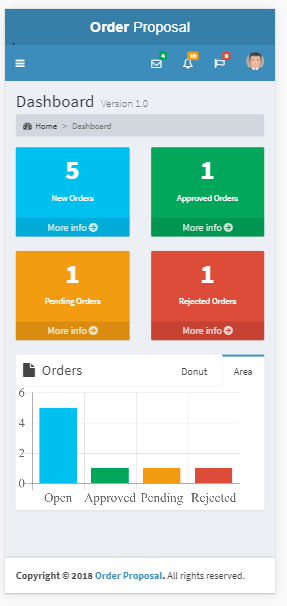 Order Proposal
4
10
9
Dashboard Version 1.0
Home > Dashboard
5
New Orders
More info
1
Approved Orders
More info
1
Pending Orders
More info
1
Rejected Orders
More info
Orders
Donut
Area
6
4
2
0
Open Approved Pending Rejected
Copyright © 2018 Order Proposal. All rights reserved.